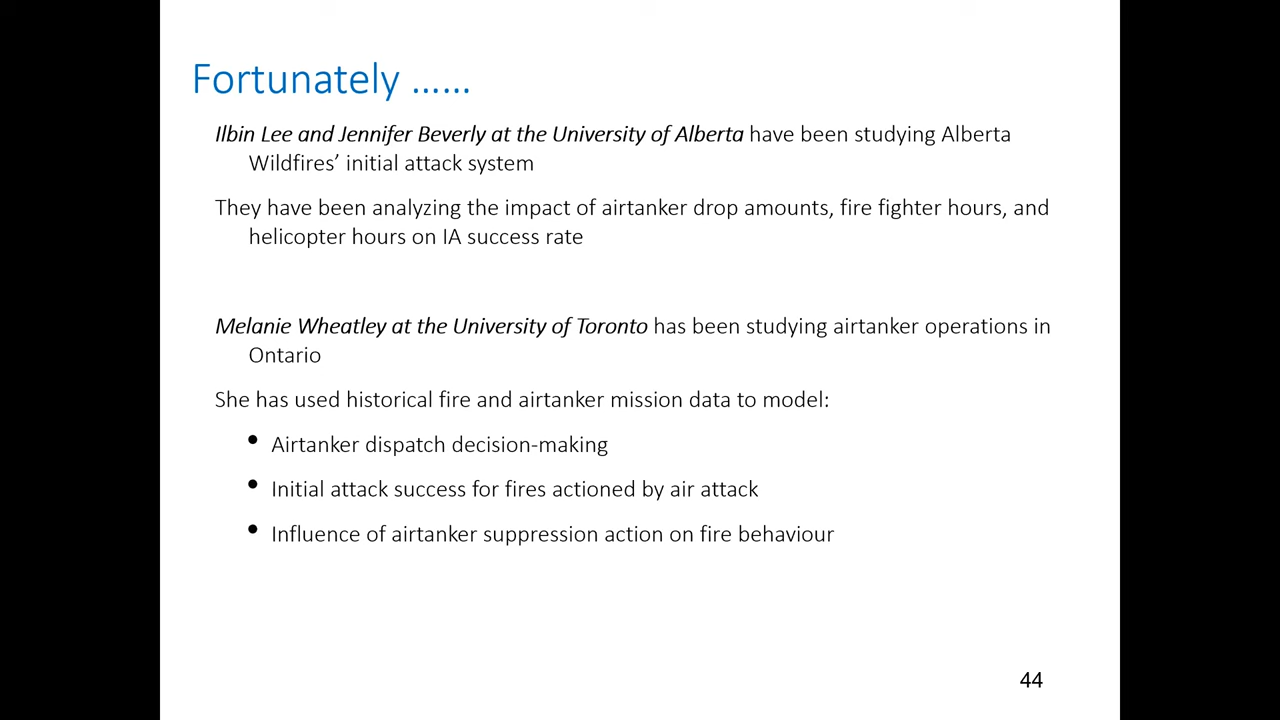 Fortunately ......
Ilbin Lee and Jennifer Beverly at the University of Alberta have been studying Alberta
Wildfires’ initial attack system
They have been analyzing the impact of airtanker drop amounts, fire fighter hours, and
helicopter hours on IA success rate
Melanie Wheatley at the University of Toronto has been studying airtanker operations in
Ontario
She has used historical fire and airtanker mission data to model:
• Airtanker dispatch decision-making
• Initial attack success for fires actioned by air attack
• Influence of airtanker suppression action on fire behaviour
44